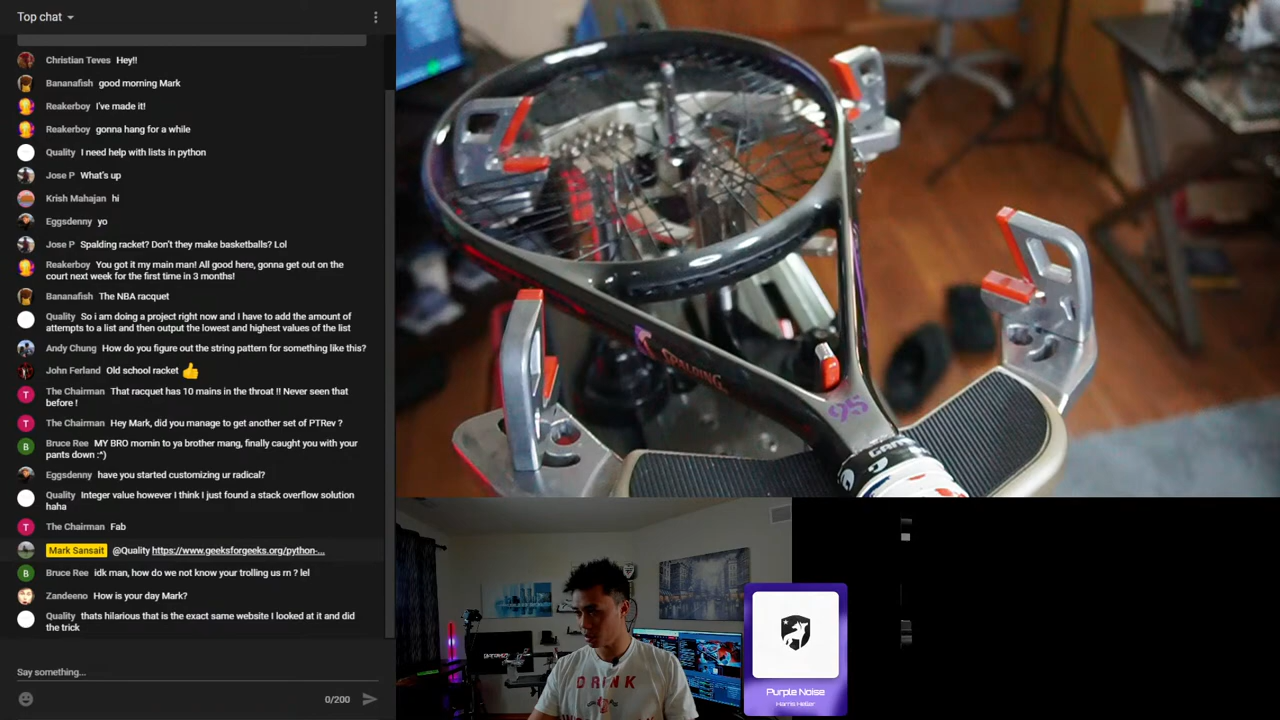 Top chat
Christian Teves Hey!!
Bananafish good morning Mark
Reakerboy I've made it!
Reakerboy gonna hang for a while
Quality I need help with lists in python
Jose P What's up
Krish Mahajan hi
Eggsdenny yo
Jose P Spalding racket? Don't they make basketballs? Lol
Reakerboy You got it my main man! All good here, gonna get out on the
court next week for the first time in 3 months!
Bananafish The NBA racquet
Quality So i am doing a project right now and I have to add the amount of
attempts to a list and then output the lowest and highest values of the list
Andy Chung How do you figure out the string pattern for something like this?
John Ferland Old school racket 👍
T The Chairman That racquet has 10 mains in the throat !! Never seen that
before !
T The Chairman Hey Mark, did you manage to get another set of PTRev ?
B Bruce Ree MY BRO mornin to ya brother mang, finally caught you with your
pants down :^)
Eggsdenny have you started customizing ur radical?
Quality Integer value however I think I just found a stack overflow solution
haha
T The Chairman Fab
Mark Sansait @Quality https://www.geeksforgeeks.org/python-...
B Bruce Ree idk man, how do we not know your trolling us rn ? lel
Zandeeno How is your day Mark?
Quality thats hilarious that is the exact same website I looked at it and did
the trick
Say something...
0/200
SPALDING
95
GAMMA
DRINK
Purple Noise
Harris Heller